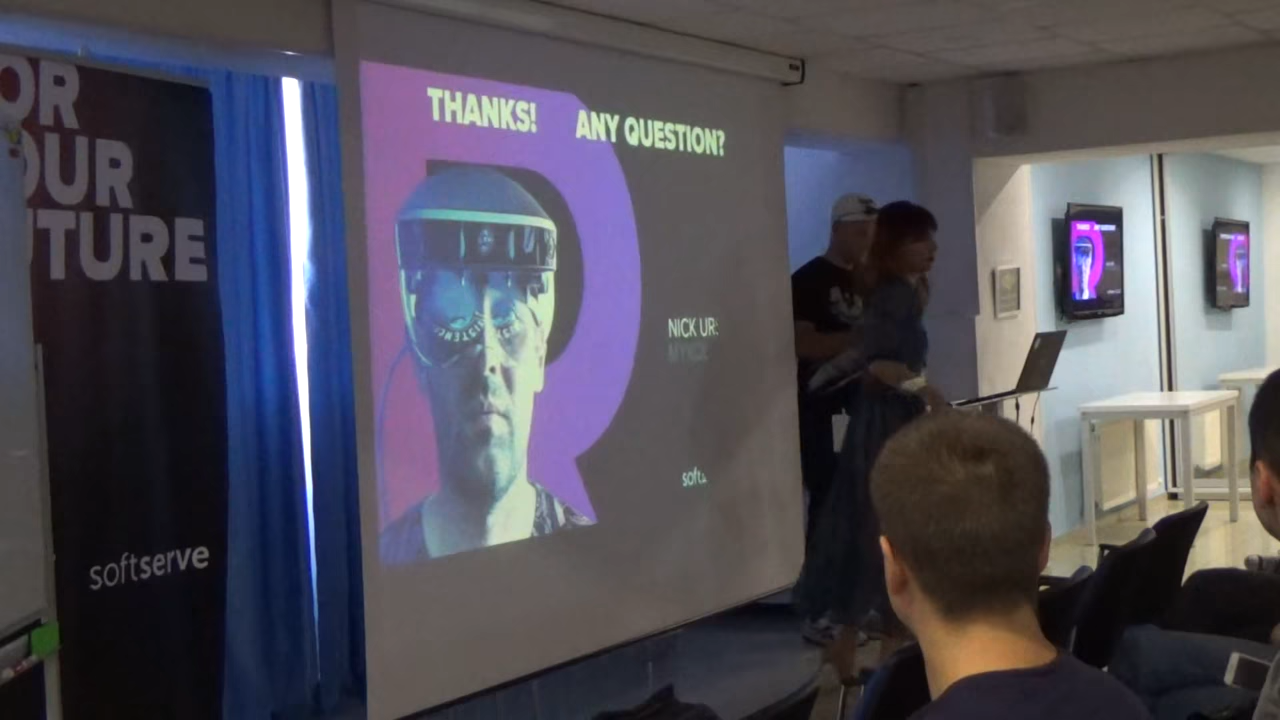 OR
OUR
UTURE
softserve
THANKS! ANY QUESTION?
NICK UR
soft